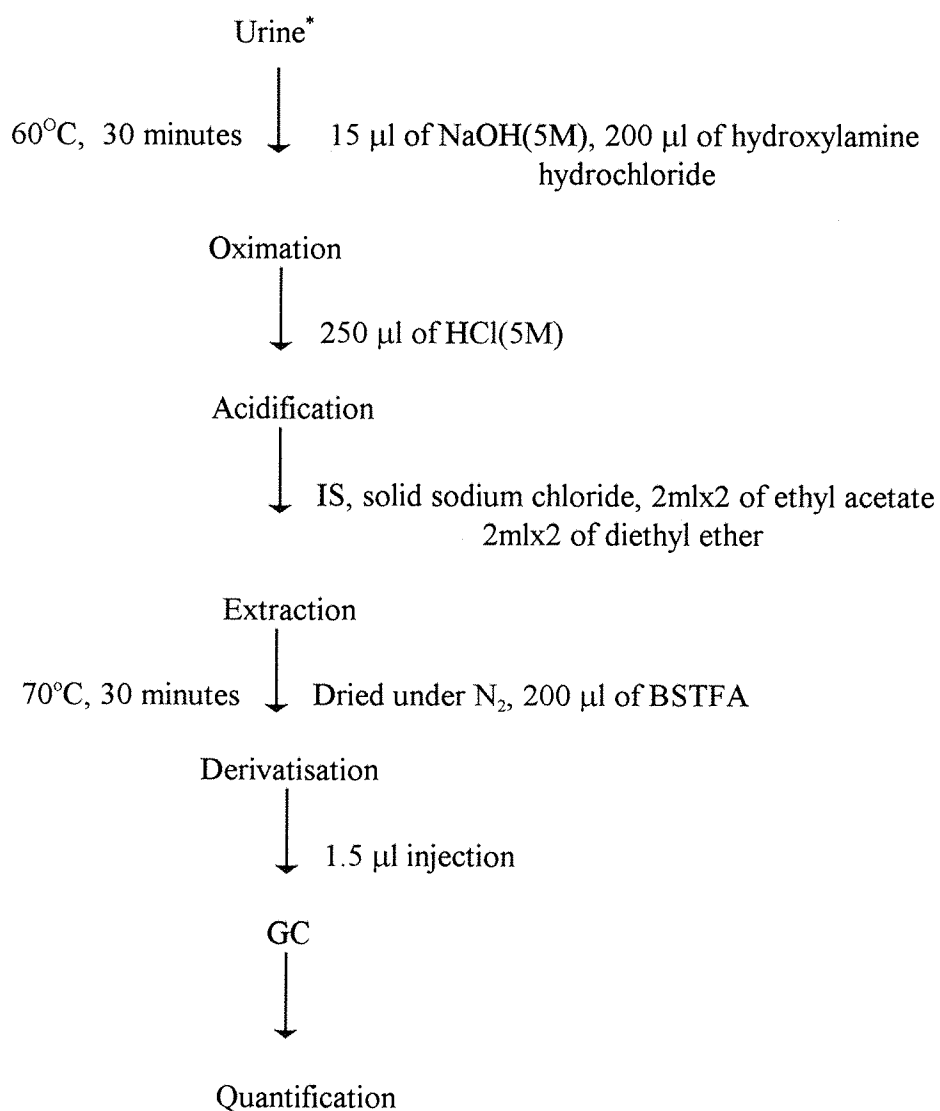 Urine*
60°C, 30 minutes 15 µl of NaOH(5M), 200 µl of hydroxylamine
hydrochloride
Oximation
250 µl of HCl(5M)
Acidification
IS, solid sodium chloride, 2mlx2 of ethyl acetate
2mlx2 of diethyl ether
Extraction
70°C, 30 minutes Dried under N₂, 200 µl of BSTFA
Derivatisation
1.5 µl injection
GC
Quantification